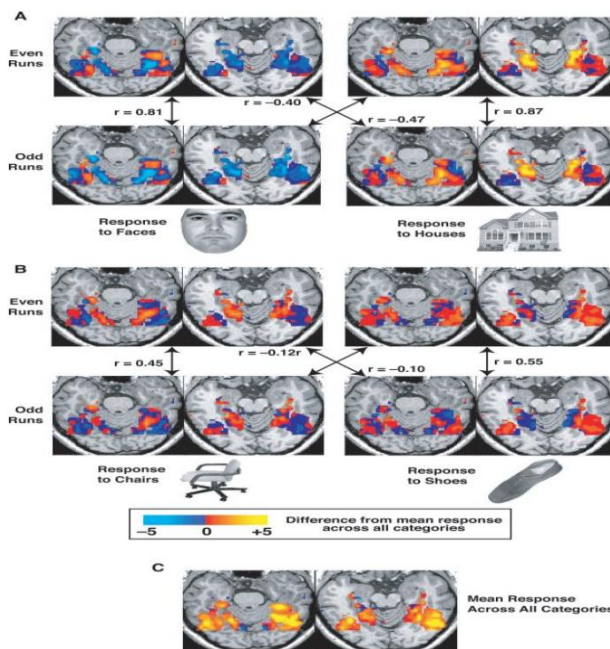 A
Even
Runs
r = 0.81
r = –0.40
r = –0.47
r = 0.87
Odd
Runs
Response
to Faces
Response
to Houses
B
Even
Runs
r = 0.45
r = –0.12r
r = –0.10
r = 0.55
Odd
Runs
Response
to Chairs
Response
to Shoes
–5 0 +5
Difference from mean response
across all categories
C
Mean Response
Across All Categories